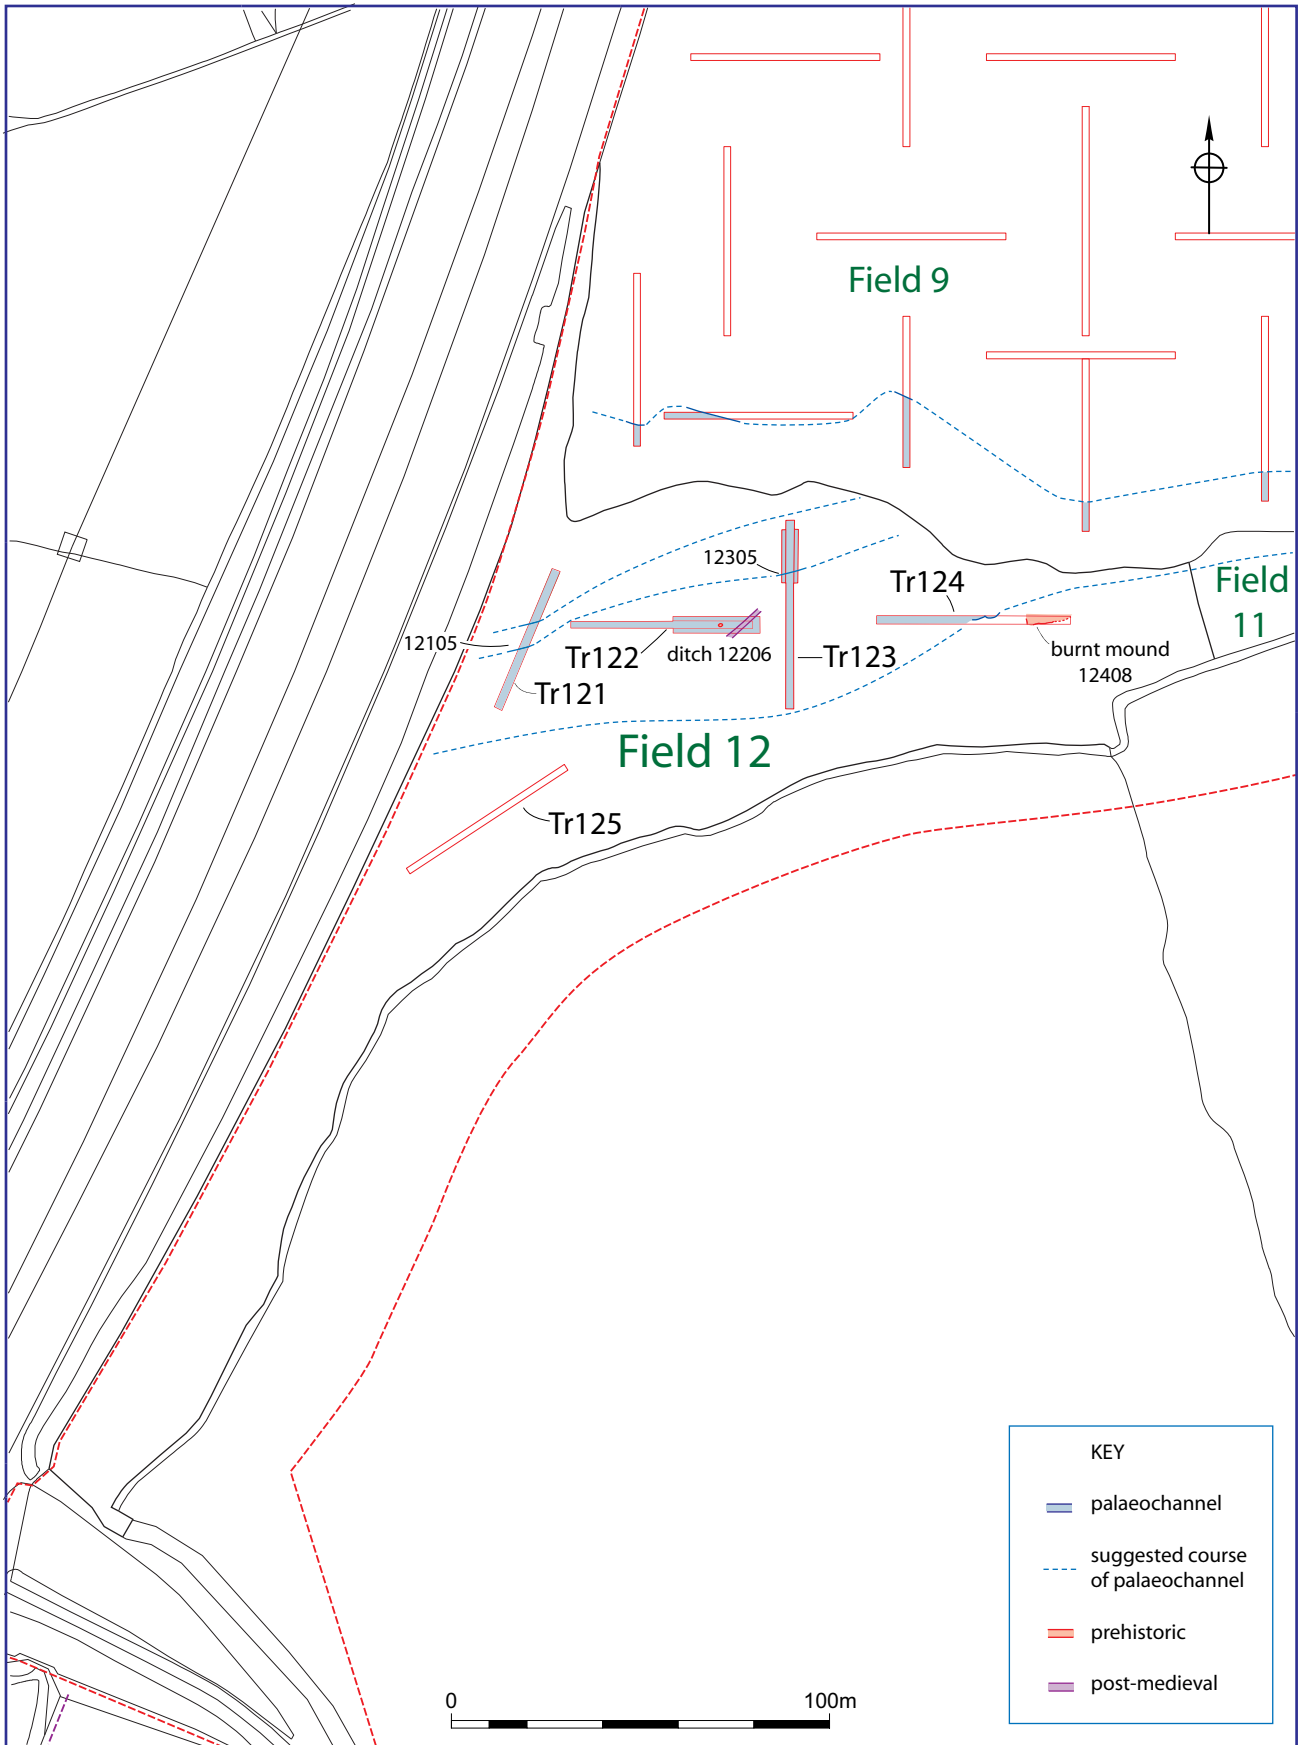 Field 9
12305
Tr124
Field
11
12105
Tr122
ditch 12206
Tr123
burnt mound
12408
Tr121
Field 12
Tr125
KEY
palaeochannel
suggested course
of palaeochannel
prehistoric
post-medieval
0
100m